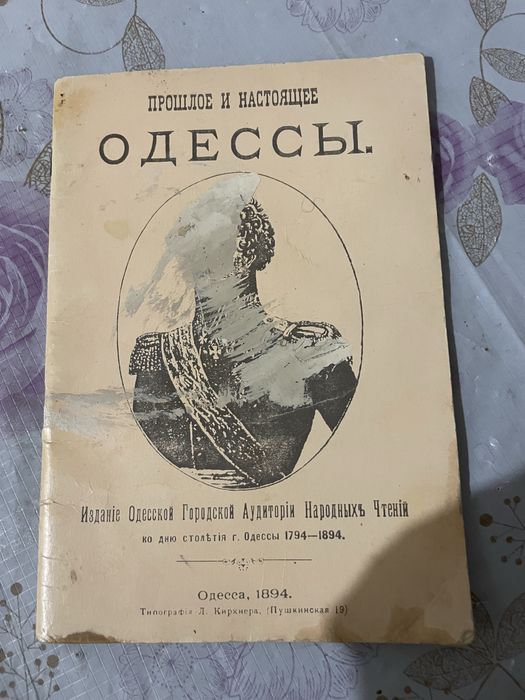 ПРОШЛОЕ И НАСТОЯЩЕЕ
ОДЕССЫ.
Изданіе Одесской Городской Аудиторіи Народныхъ Чтеній
ко дню столѣтія г. Одессы 1794—1894.
Одесса, 1894.
Типографія Л. Кирхнера, (Пушкинская 19)